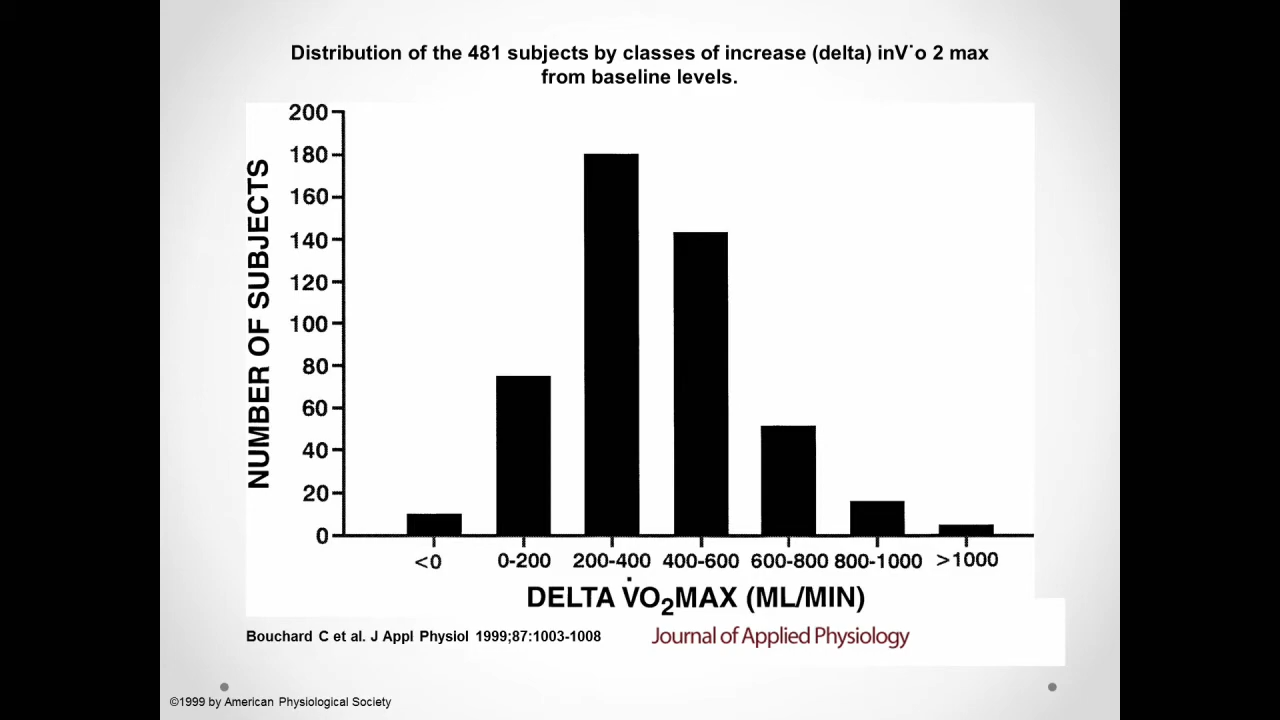 Distribution of the 481 subjects by classes of increase (delta) inV˙o 2 max
from baseline levels.
200
180
160
140
120
100
80
60
40
20
0
NUMBER OF SUBJECTS
<0 0-200 200-400 400-600 600-800 800-1000 >1000
DELTA V̇O2MAX (ML/MIN)
Bouchard C et al. J Appl Physiol 1999;87:1003-1008
Journal of Applied Physiology
©1999 by American Physiological Society